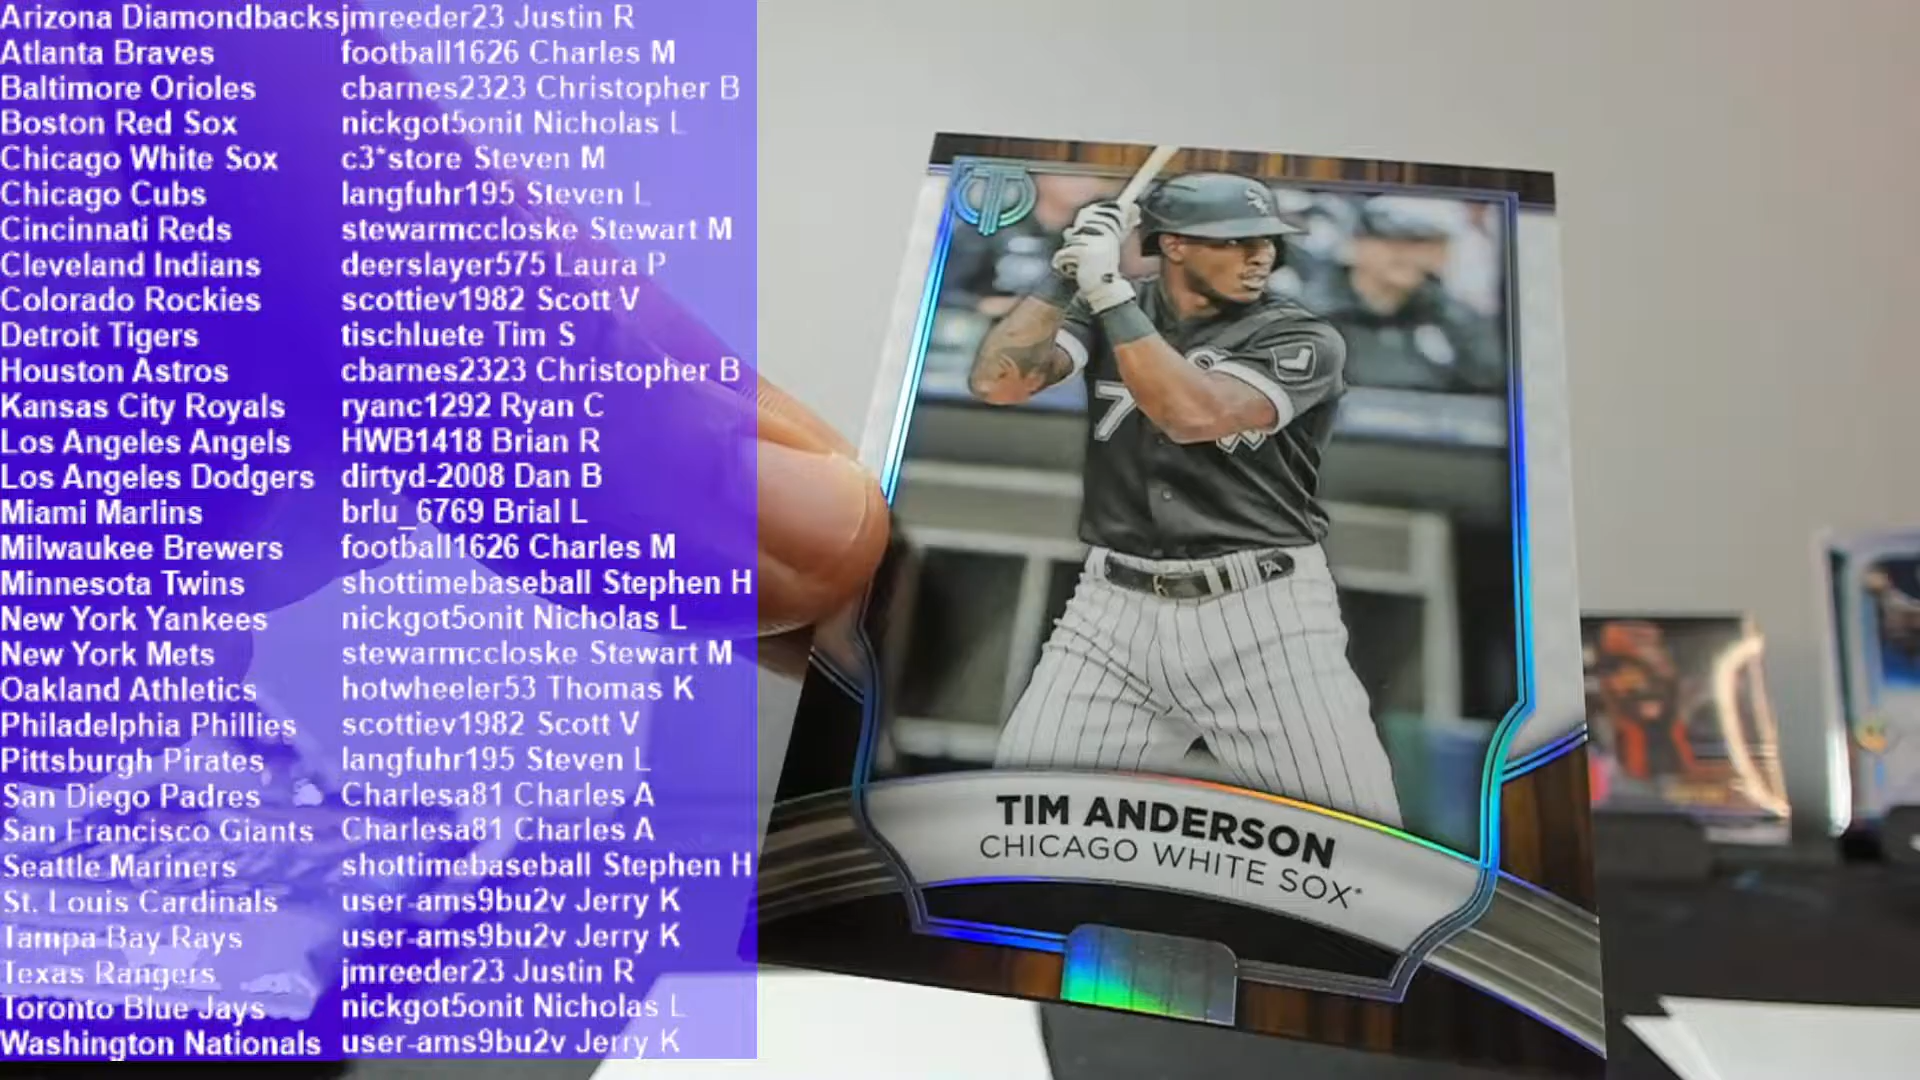 Arizona Diamondbacks jmreeder23 Justin R
Atlanta Braves football1626 Charles M
Baltimore Orioles cbarnes2323 Christopher B
Boston Red Sox nickgot5onit Nicholas L
Chicago White Sox c3*store Steven M
Chicago Cubs langfuhr195 Steven L
Cincinnati Reds stewarmccloske Stewart M
Cleveland Indians deerslayer575 Laura P
Colorado Rockies scottiev1982 Scott V
Detroit Tigers tischluete Tim S
Houston Astros cbarnes2323 Christopher B
Kansas City Royals ryanc1292 Ryan C
Los Angeles Angels HWB1418 Brian R
Los Angeles Dodgers dirtyd-2008 Dan B
Miami Marlins brlu_6769 Brial L
Milwaukee Brewers football1626 Charles M
Minnesota Twins shottimebaseball Stephen H
New York Yankees nickgot5onit Nicholas L
New York Mets stewarmccloske Stewart M
Oakland Athletics hotwheeler53 Thomas K
Philadelphia Phillies scottiev1982 Scott V
Pittsburgh Pirates langfuhr195 Steven L
San Diego Padres Charlesa81 Charles A
San Francisco Giants Charlesa81 Charles A
Seattle Mariners shottimebaseball Stephen H
St. Louis Cardinals user-ams9bu2v Jerry K
Tampa Bay Rays user-ams9bu2v Jerry K
Texas Rangers jmreeder23 Justin R
Toronto Blue Jays nickgot5onit Nicholas L
Washington Nationals user-ams9bu2v Jerry K
7
TA
TIM ANDERSON
CHICAGO WHITE SOX